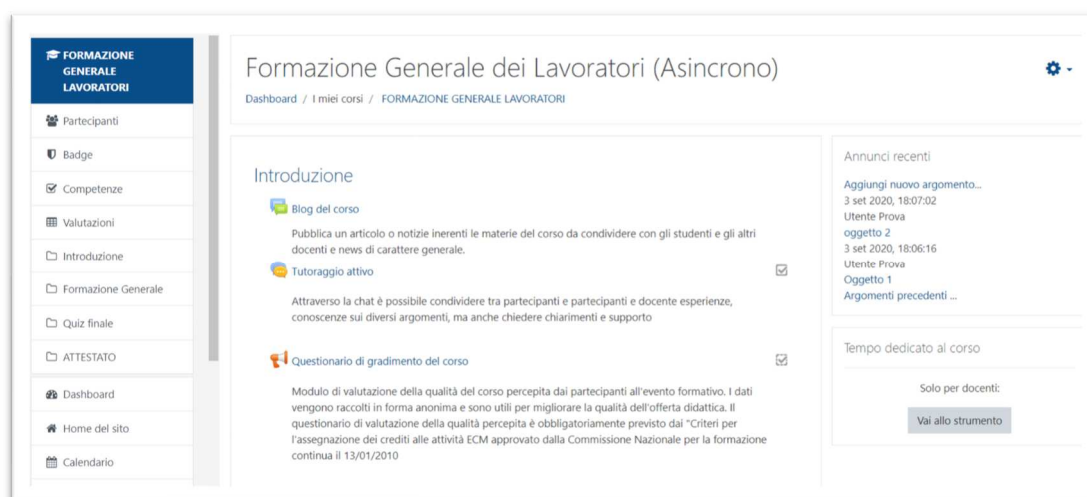 FORMAZIONE
GENERALE
LAVORATORI
Partecipanti
Badge
Competenze
Valutazioni
Introduzione
Formazione Generale
Quiz finale
ATTESTATO
Dashboard
Home del sito
Calendario
Formazione Generale dei Lavoratori (Asincrono)
Dashboard / I miei corsi / FORMAZIONE GENERALE LAVORATORI
Introduzione
Blog del corso
Pubblica un articolo o notizie inerenti le materie del corso da condividere con gli studenti e gli altri
docenti e news di carattere generale.
Tutoraggio attivo
Attraverso la chat è possibile condividere tra partecipanti e partecipanti e docente esperienze,
conoscenze sui diversi argomenti, ma anche chiedere chiarimenti e supporto
Questionario di gradimento del corso
Modulo di valutazione della qualità del corso percepita dai partecipanti all'evento formativo. I dati
vengono raccolti in forma anonima e sono utili per migliorare la qualità dell'offerta didattica. Il
questionario di valutazione della qualità percepita è obbligatoriamente previsto dai "Criteri per
l'assegnazione dei crediti alle attività ECM approvato dalla Commissione Nazionale per la formazione
continua il 13/01/2010
Annunci recenti
Aggiungi nuovo argomento...
3 set 2020, 18:07:02
Utente Prova
oggetto 2
3 set 2020, 18:06:16
Utente Prova
Oggetto 1
Argomenti precedenti ...
Tempo dedicato al corso
Solo per docenti:
Vai allo strumento